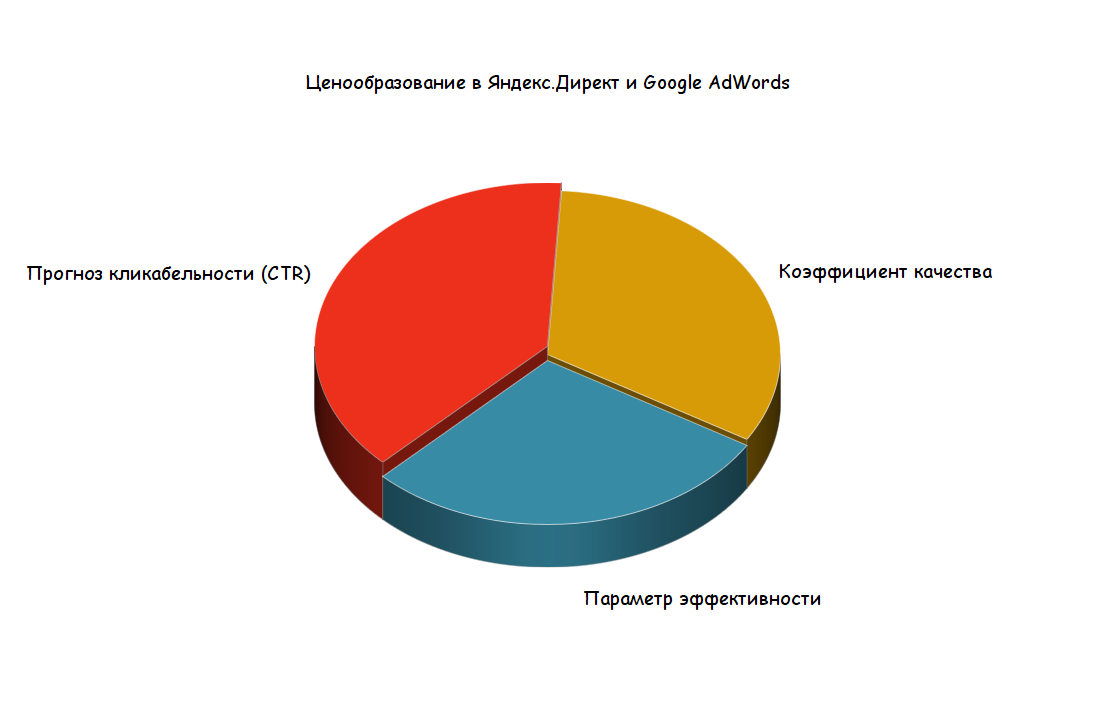 Ценообразование в Яндекс.Директ и Google AdWords
Прогноз кликабельности (CTR)
Коэффициент качества
Параметр эффективности